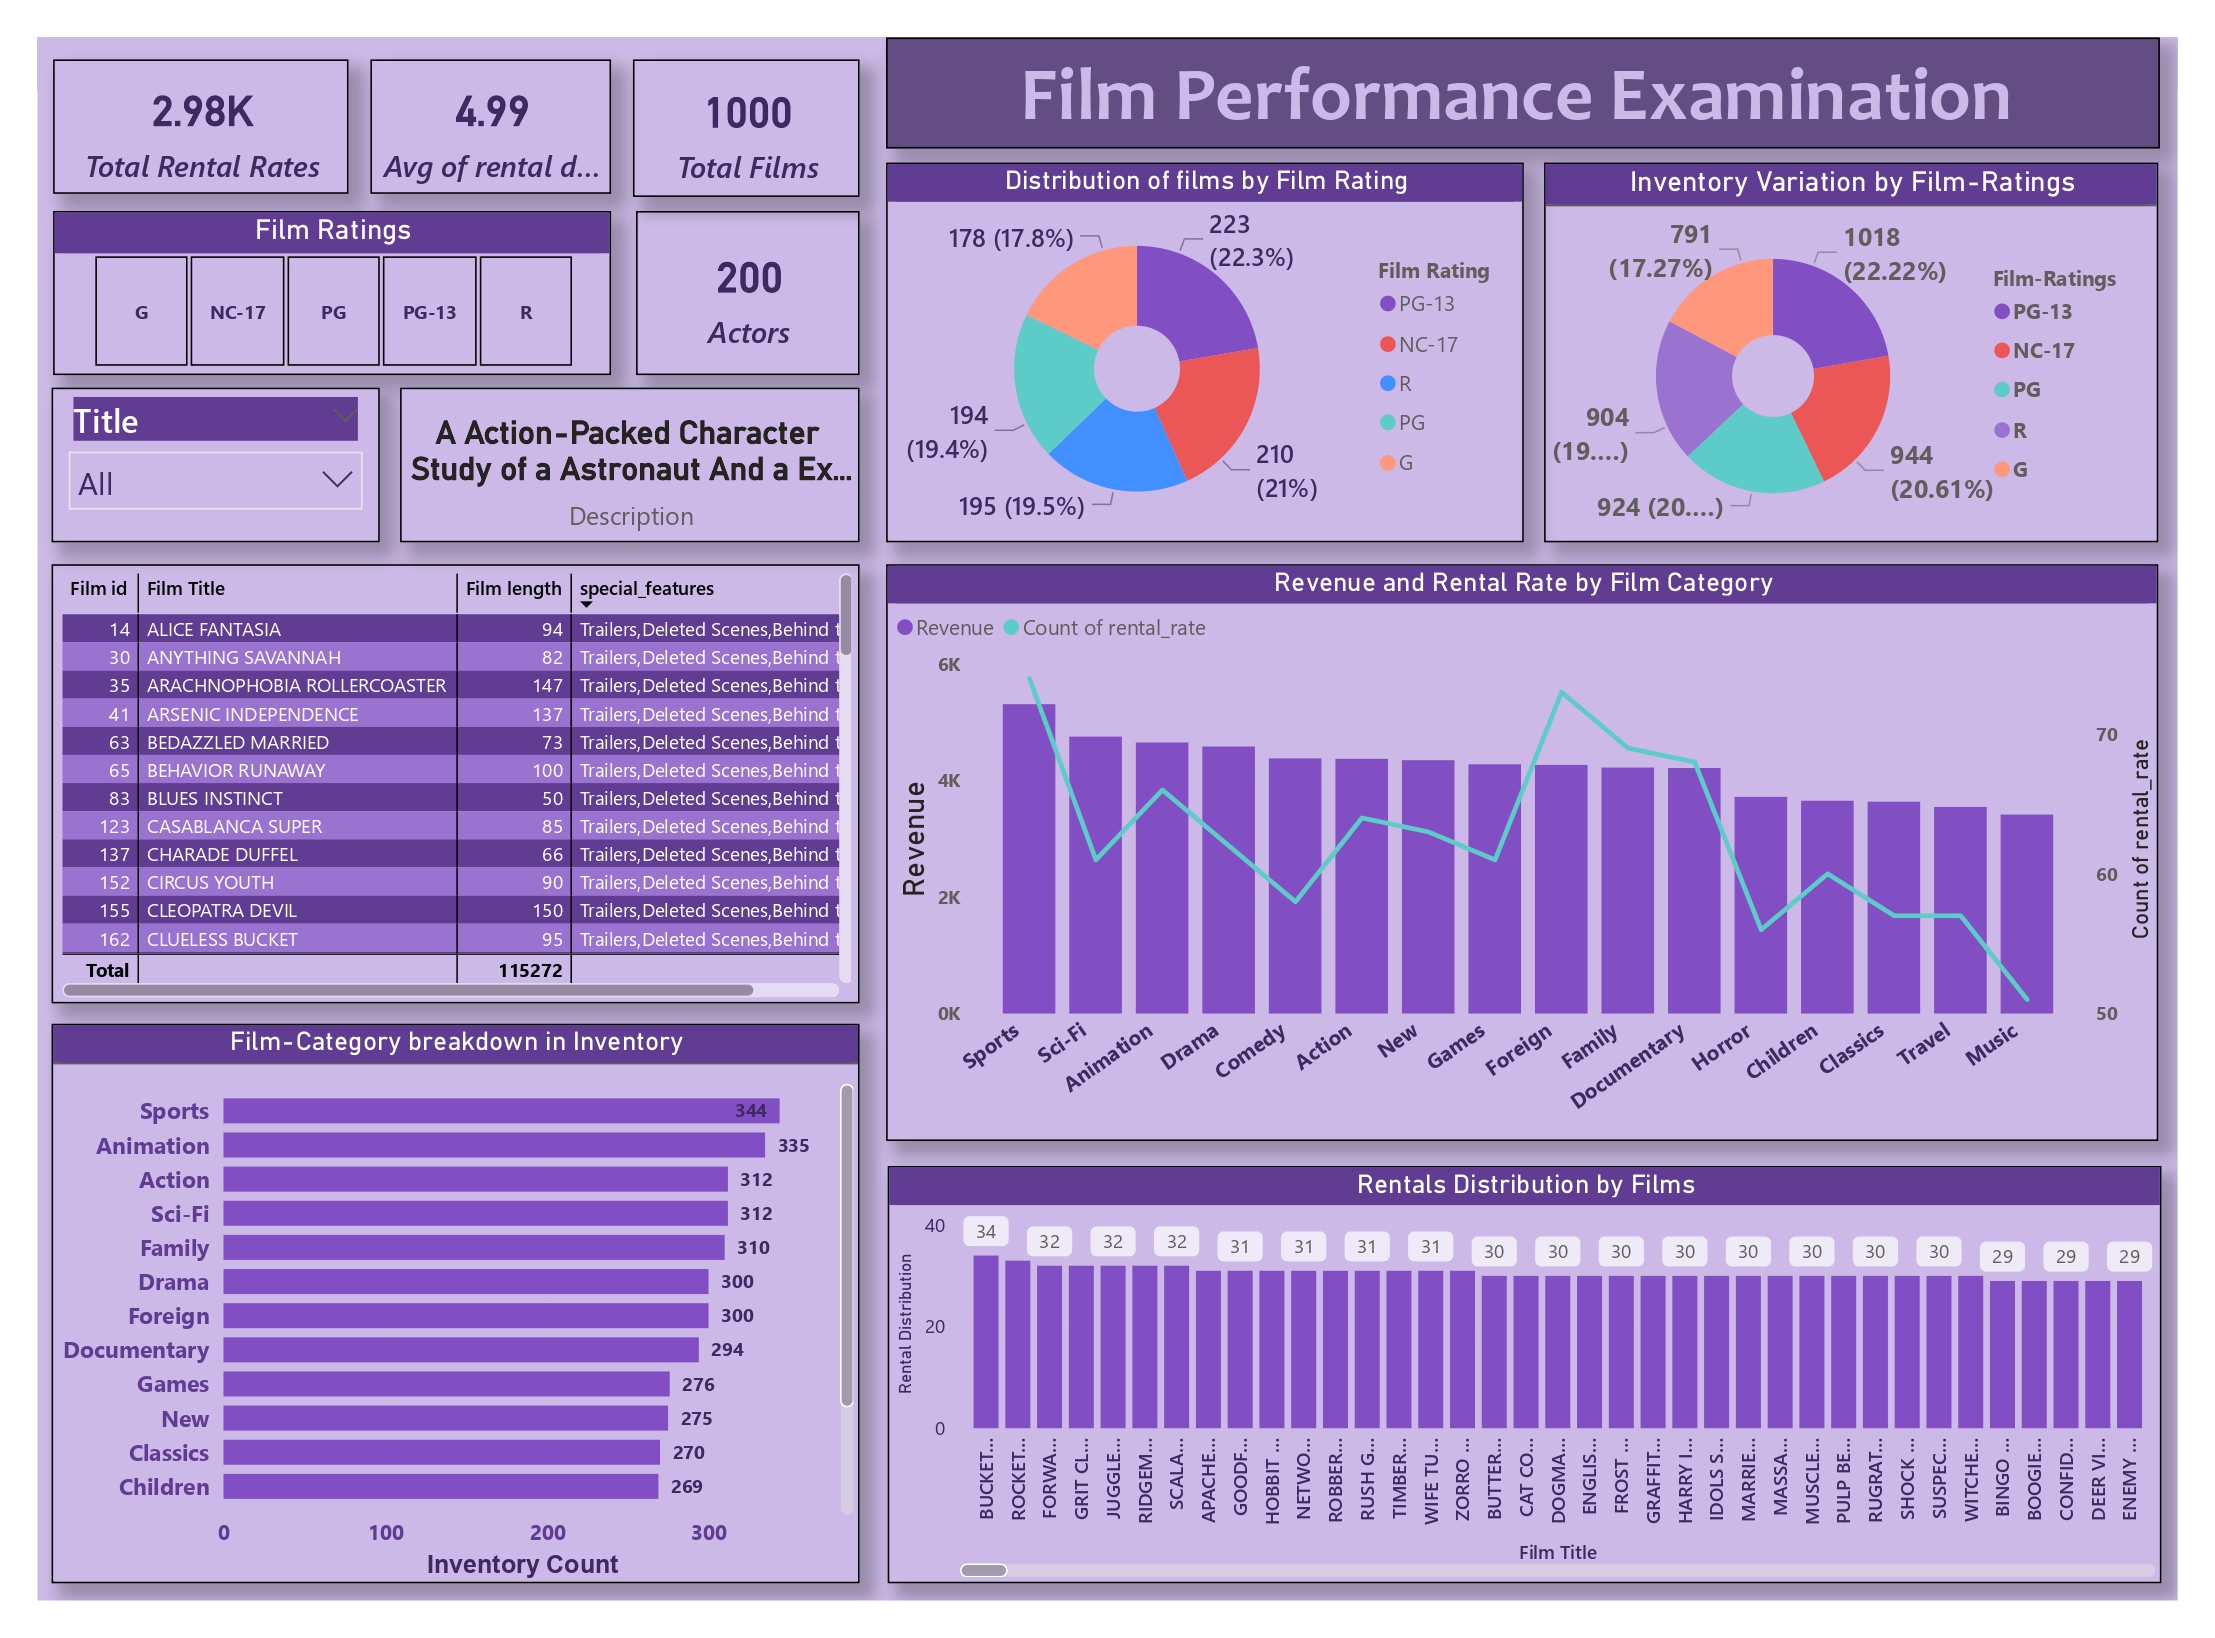 2.98K
Total Rental Rates
4.99
Avg of rental d...
1000
Total Films
Film Performance Examination
Film Ratings
G
NC-17
PG
PG-13
R
200
Actors
Title
All
A Action-Packed Character
Study of a Astronaut And a Ex...
Description
Distribution of films by Film Rating
178 (17.8%)
223
(22.3%)
194
(19.4%)
210
(21%)
195 (19.5%)
Film Rating
PG-13
NC-17
R
PG
G
Inventory Variation by Film-Ratings
791
(17.27%)
1018
(22.22%)
904
(19....)
944
(20.61%)
924 (20....)
Film-Ratings
PG-13
NC-17
PG
R
G
Film id Film Title Film length special_features
14 ALICE FANTASIA 94 Trailers,Deleted Scenes,Behind t
30 ANYTHING SAVANNAH 82 Trailers,Deleted Scenes,Behind t
35 ARACHNOPHOBIA ROLLERCOASTER 147 Trailers,Deleted Scenes,Behind t
41 ARSENIC INDEPENDENCE 137 Trailers,Deleted Scenes,Behind t
63 BEDAZZLED MARRIED 73 Trailers,Deleted Scenes,Behind t
65 BEHAVIOR RUNAWAY 100 Trailers,Deleted Scenes,Behind t
83 BLUES INSTINCT 50 Trailers,Deleted Scenes,Behind t
123 CASABLANCA SUPER 85 Trailers,Deleted Scenes,Behind t
137 CHARADE DUFFEL 66 Trailers,Deleted Scenes,Behind t
152 CIRCUS YOUTH 90 Trailers,Deleted Scenes,Behind t
155 CLEOPATRA DEVIL 150 Trailers,Deleted Scenes,Behind t
162 CLUELESS BUCKET 95 Trailers,Deleted Scenes,Behind t
Total 115272
Revenue and Rental Rate by Film Category
Revenue Count of rental_rate
6K
4K
2K
0K
Revenue
70
60
50
Count of rental_rate
Sports
Sci-Fi
Animation
Drama
Comedy
Action
New
Games
Foreign
Family
Documentary
Horror
Children
Classics
Travel
Music
Film-Category breakdown in Inventory
Sports 344
Animation 335
Action 312
Sci-Fi 312
Family 310
Drama 300
Foreign 300
Documentary 294
Games 276
New 275
Classics 270
Children 269
0 100 200 300
Inventory Count
Rentals Distribution by Films
40
20
0
Rental Distribution
34 32 32 32 31 31 31 31 30 30 30 30 30 30 30 30 29 29 29
BUCKET...
ROCKET...
FORWA...
GRIT CL...
JUGGLE...
RIDGEM...
SCALA...
APACHE...
GOODF...
HOBBIT ...
NETWO...
ROBBER...
RUSH G...
TIMBER...
WIFE TU...
ZORRO ...
BUTTER...
CAT CO...
DOGMA...
ENGLIS...
FROST ...
GRAFFIT...
HARRY I...
IDOLS S...
MARRIE...
MASSA...
MUSCLE...
PULP BE...
RUGRAT...
SHOCK ...
SUSPEC...
WITCHE...
BINGO ...
BOOGIE...
CONFID...
DEER VI...
ENEMY ...
Film Title